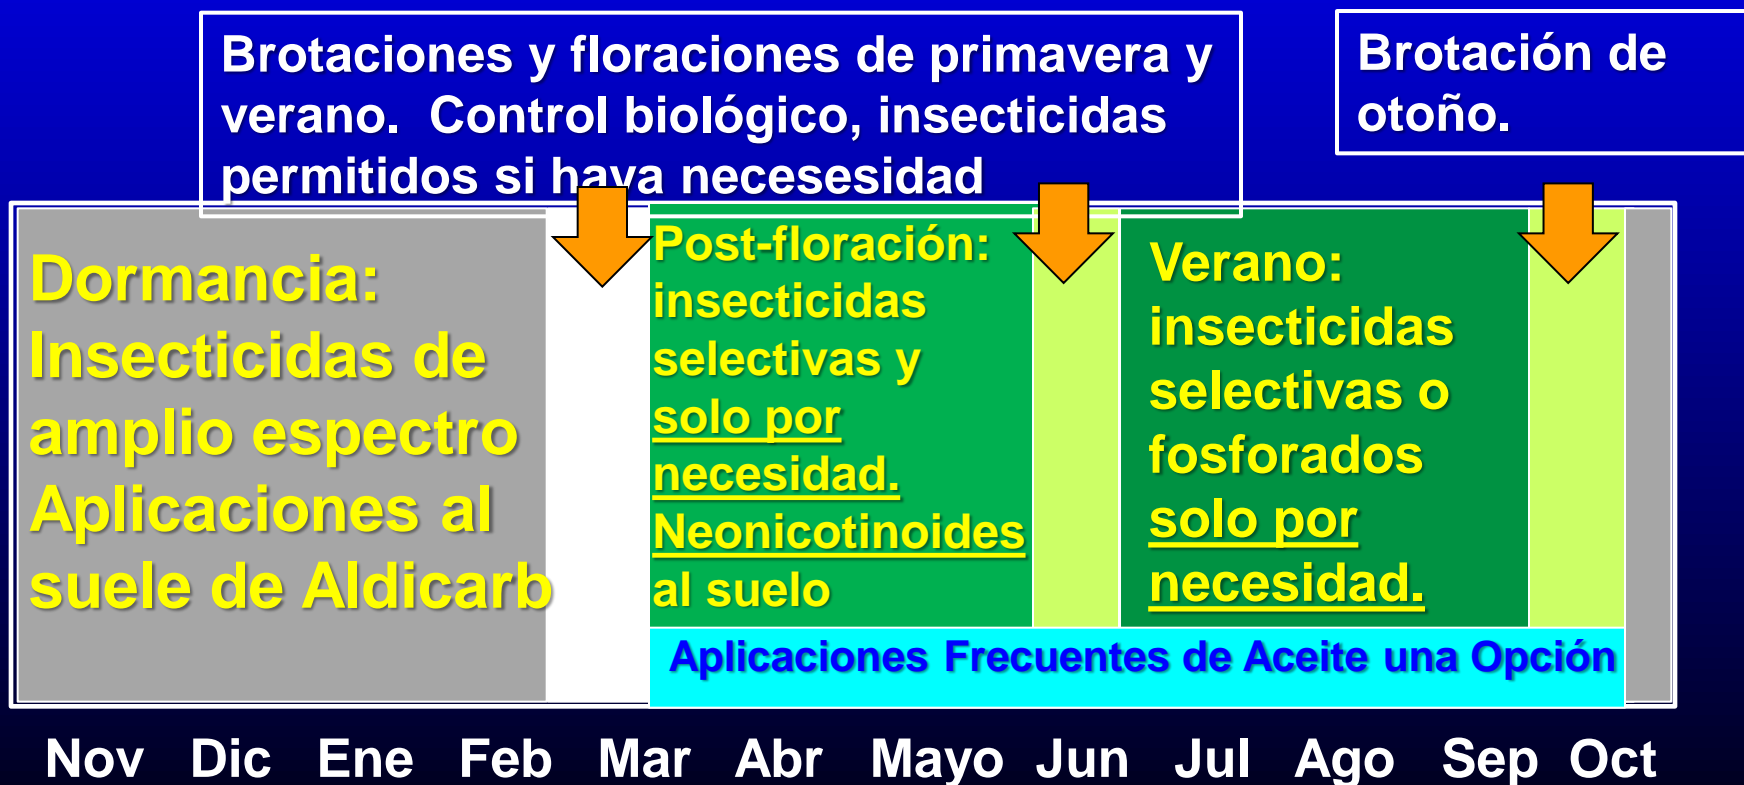 Brotaciones y floraciones de primavera y
verano.  Control biológico, insecticidas
permitidos si haya necesesidad
Brotación de
otoño.
Dormancia:
Insecticidas de
amplio espectro
Aplicaciones al
suele de Aldicarb
Post-floración:
insecticidas
selectivas y
solo por
necesidad.
Neonicotinoides
al suelo
Verano:
insecticidas
selectivas o
fosforados
solo por
necesidad.
Aplicaciones Frecuentes de Aceite una Opción
Nov Dic Ene Feb Mar Abr Mayo Jun Jul Ago Sep Oct